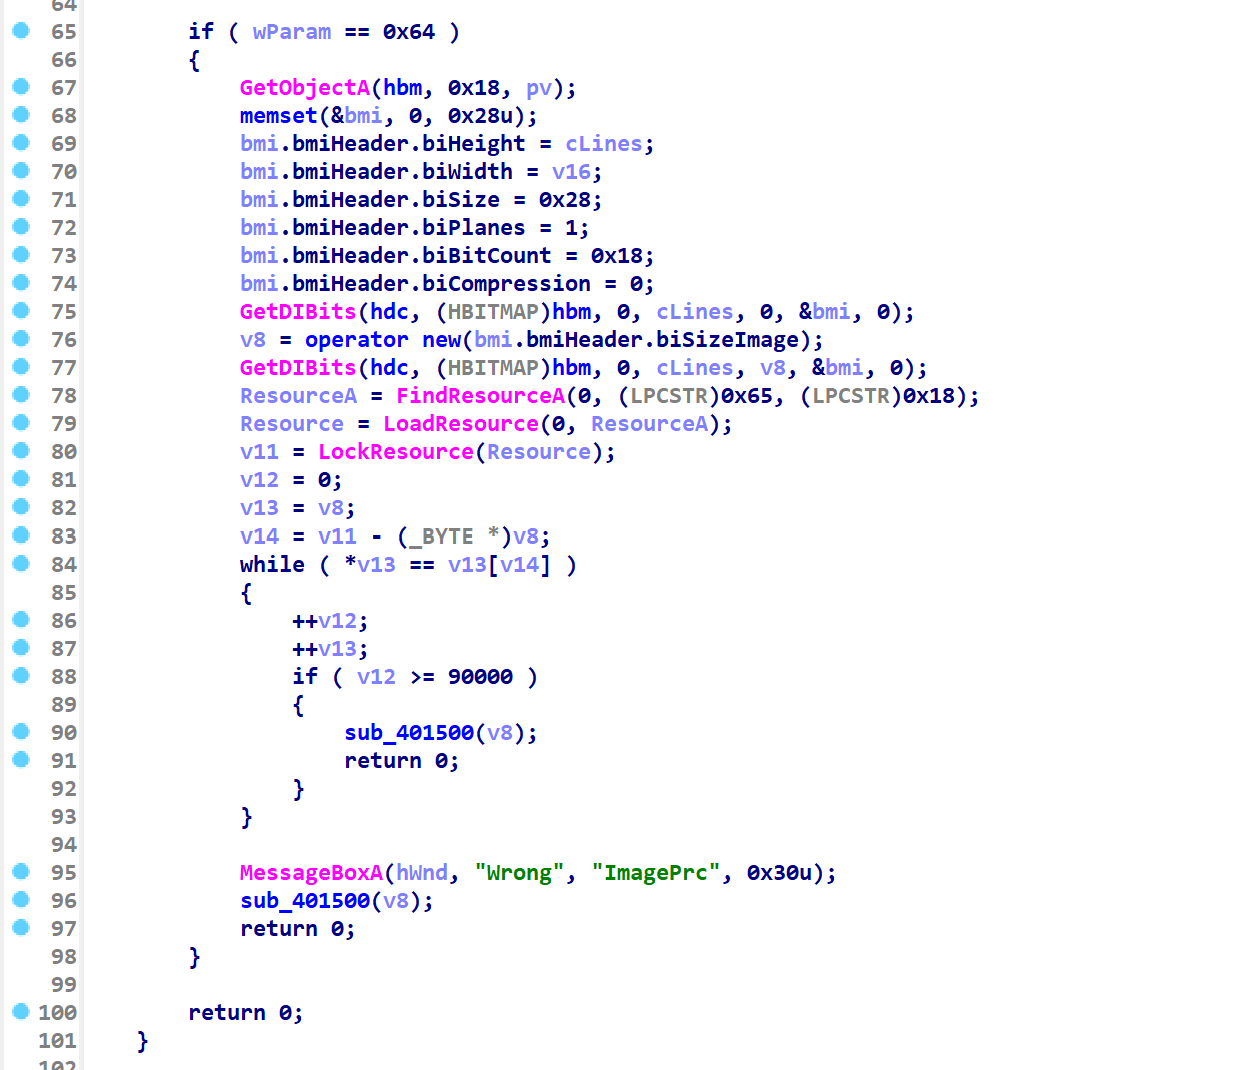 64
65 if ( wParam == 0x64 )
66 {
67 GetObjectA(hbm, 0x18, pv);
68 memset(&bmi, 0, 0x28u);
69 bmi.bmiHeader.biHeight = cLines;
70 bmi.bmiHeader.biWidth = v16;
71 bmi.bmiHeader.biSize = 0x28;
72 bmi.bmiHeader.biPlanes = 1;
73 bmi.bmiHeader.biBitCount = 0x18;
74 bmi.bmiHeader.biCompression = 0;
75 GetDIBits(hdc, (HBITMAP)hbm, 0, cLines, 0, &bmi, 0);
76 v8 = operator new(bmi.bmiHeader.biSizeImage);
77 GetDIBits(hdc, (HBITMAP)hbm, 0, cLines, v8, &bmi, 0);
78 ResourceA = FindResourceA(0, (LPCSTR)0x65, (LPCSTR)0x18);
79 Resource = LoadResource(0, ResourceA);
80 v11 = LockResource(Resource);
81 v12 = 0;
82 v13 = v8;
83 v14 = v11 - (_BYTE *)v8;
84 while ( *v13 == v13[v14] )
85 {
86 ++v12;
87 ++v13;
88 if ( v12 >= 90000 )
89 {
90 sub_401500(v8);
91 return 0;
92 }
93 }
94
95 MessageBoxA(hWnd, "Wrong", "ImagePrc", 0x30u);
96 sub_401500(v8);
97 return 0;
98 }
99
100 return 0;
101 }
102